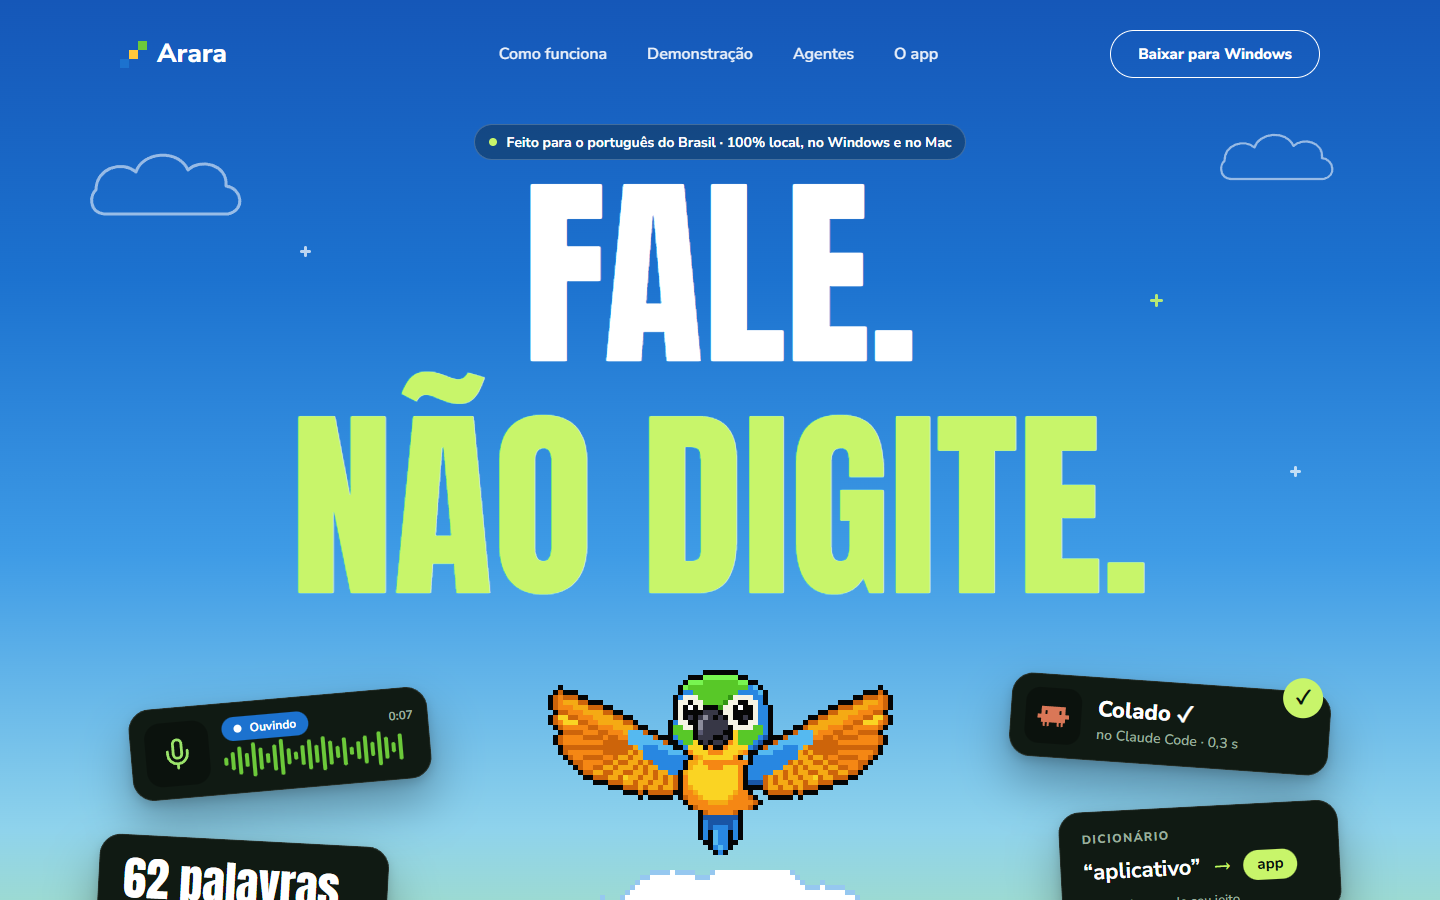 Arara
Como funciona
Demonstração
Agentes
O app
Baixar para Windows
Feito para o português do Brasil · 100% local, no Windows e no Mac
FALE.
NÃO DIGITE.
Ouvindo
0:07
Colado ✓
no Claude Code · 0,3 s
62 palavras
DICIONÁRIO
“aplicativo” → app